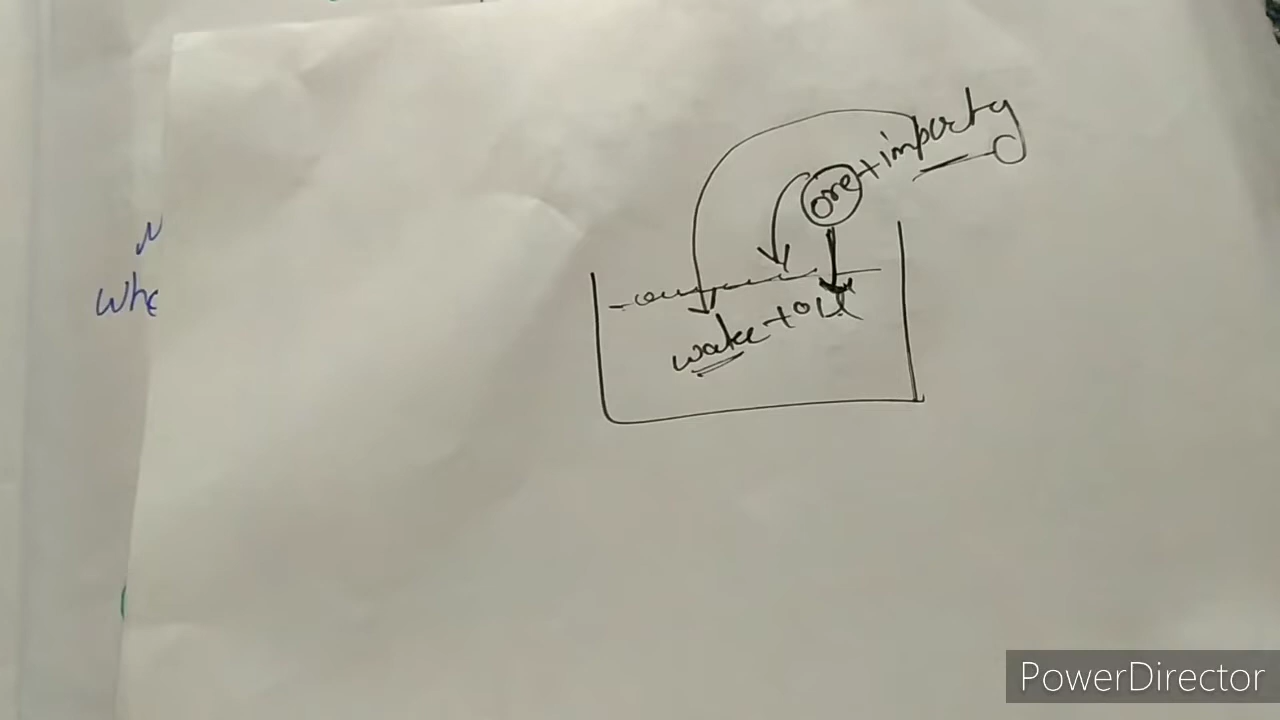 ore + impurity
water + oil
Whe
PowerDirector